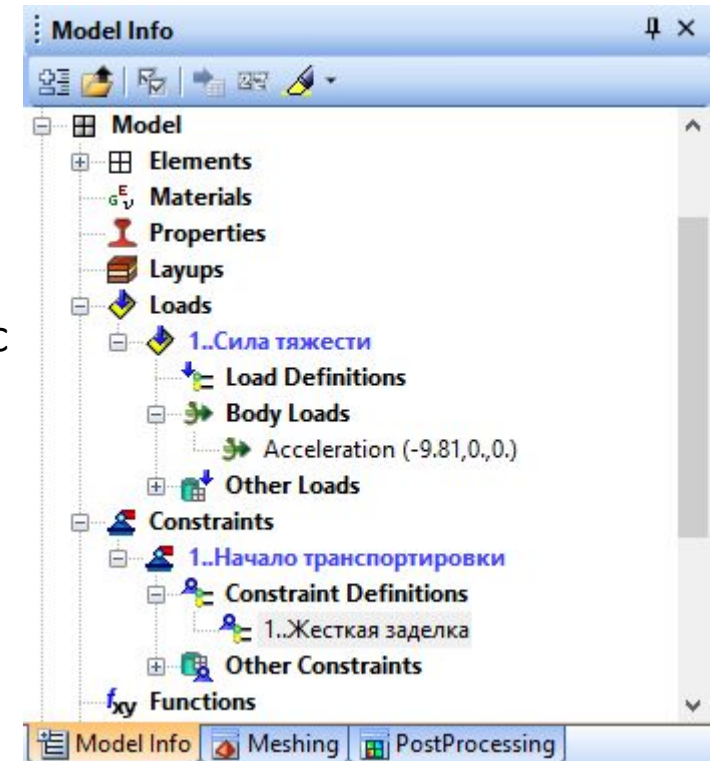 Model Info
Model
Elements
Materials
Properties
Layups
Loads
с
1..Сила тяжести
Load Definitions
Body Loads
Acceleration (-9.81,0.,0.)
Other Loads
Constraints
1..Начало транспортировки
Constraint Definitions
1..Жесткая заделка
Other Constraints
fxy Functions
Model Info Meshing PostProcessing